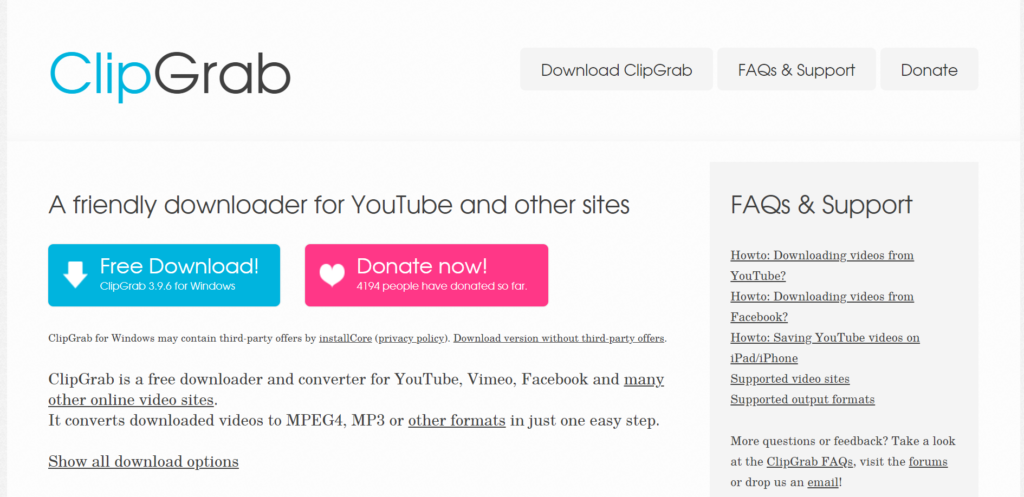 ClipGrab
Download ClipGrab
FAQs & Support
Donate
A friendly downloader for YouTube and other sites
Free Download!
ClipGrab 3.9.6 for Windows
Donate now!
4194 people have donated so far.
ClipGrab for Windows may contain third-party offers by installCore (privacy policy). Download version without third-party offers.
ClipGrab is a free downloader and converter for YouTube, Vimeo, Facebook and many
other online video sites.
It converts downloaded videos to MPEG4, MP3 or other formats in just one easy step.
Show all download options
FAQs & Support
Howto: Downloading videos from
YouTube?
Howto: Downloading videos from
Facebook?
Howto: Saving YouTube videos on
iPad/iPhone
Supported video sites
Supported output formats
More questions or feedback? Take a look
at the ClipGrab FAQs, visit the forums
or drop us an email!